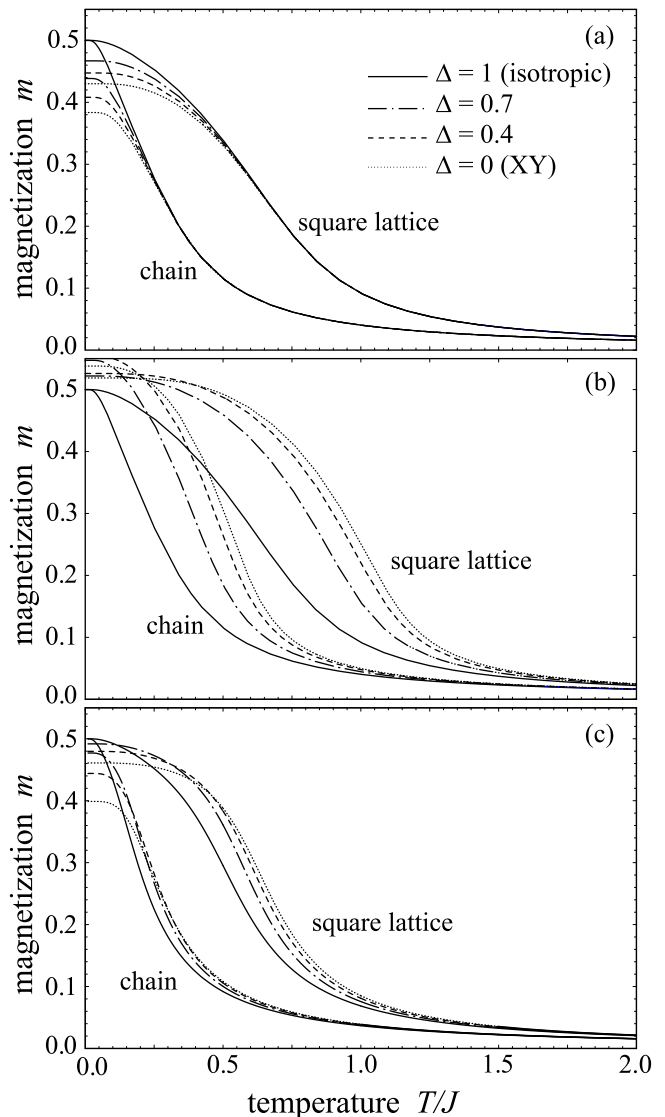 (a)
0.5
0.4
0.3
0.2
0.1
0.0
magnetization m
Δ = 1 (isotropic)
Δ = 0.7
Δ = 0.4
Δ = 0 (XY)
square lattice
chain
(b)
0.5
0.4
0.3
0.2
0.1
0.0
magnetization m
square lattice
chain
(c)
0.5
0.4
0.3
0.2
0.1
0.0
magnetization m
square lattice
chain
0.0 0.5 1.0 1.5 2.0
temperature T/J